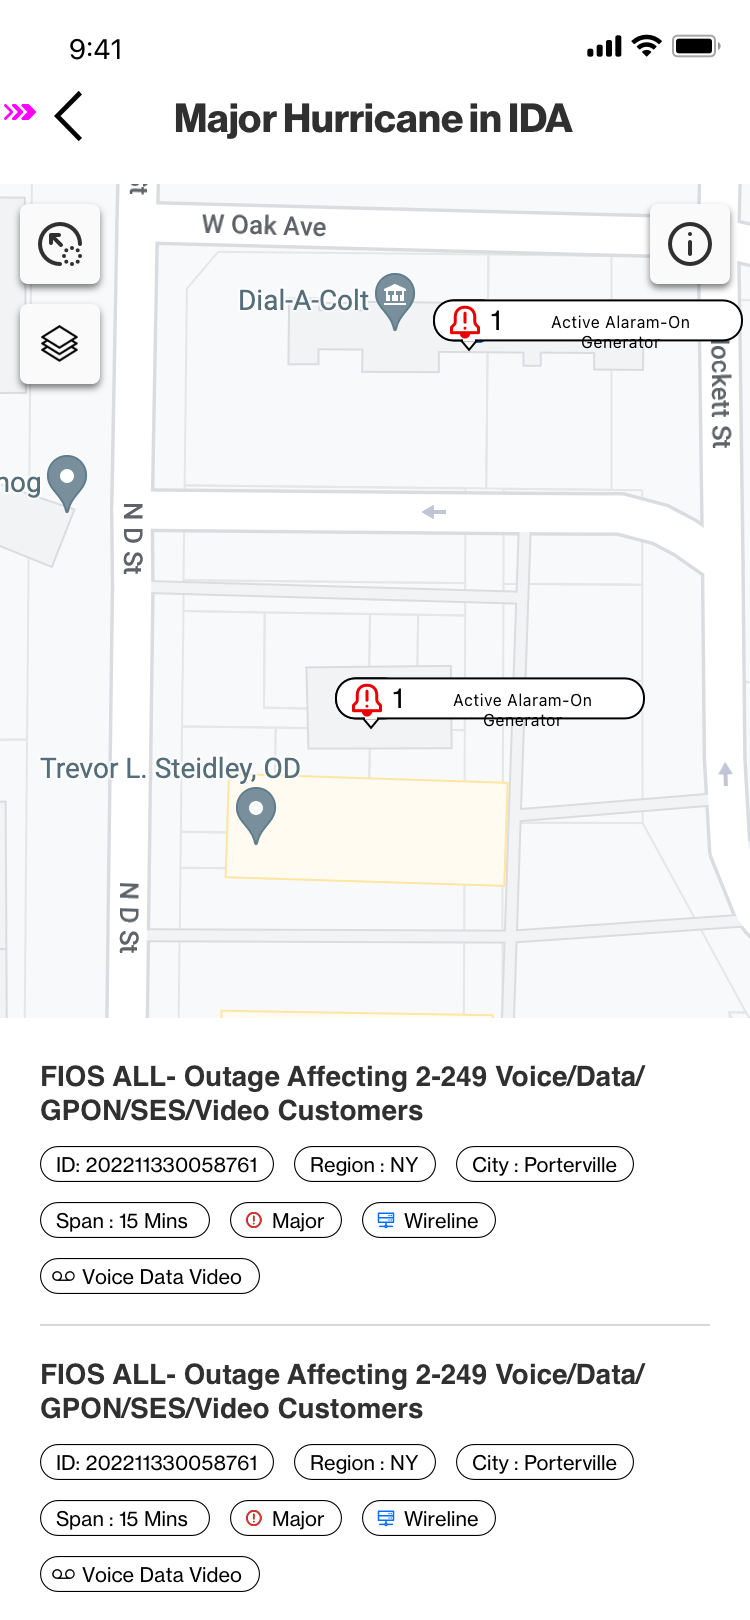 9:41
Major Hurricane in IDA
St
W Oak Ave
Dial-A-Colt
1 Active Alaram-On
Generator
ockett St
nog
N D St
1 Active Alaram-On
Generator
Trevor L. Steidley, OD
N D St
FIOS ALL- Outage Affecting 2-249 Voice/Data/
GPON/SES/Video Customers
ID: 202211330058761 Region : NY City : Porterville
Span : 15 Mins Major Wireline
Voice Data Video
FIOS ALL- Outage Affecting 2-249 Voice/Data/
GPON/SES/Video Customers
ID: 202211330058761 Region : NY City : Porterville
Span : 15 Mins Major Wireline
Voice Data Video